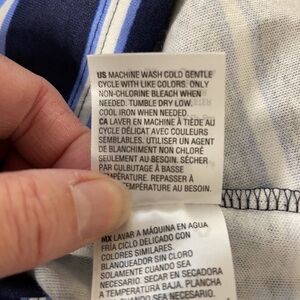 US MACHINE WASH COLD GENTLE
CYCLE WITH LIKE COLORS. ONLY
NON-CHLORINE BLEACH WHEN
NEEDED. TUMBLE DRY LOW.
COOL IRON WHEN NEEDED.
CA LAVER EN MACHINE À TIÈDE AU
CYCLE DÉLICAT AVEC COULEURS
SEMBLABLES. UTILISER UN AGENT
DE BLANCHIMENT NON CHLORÉ
SEULEMENT AU BESOIN. SÉCHER
PAR CULBUTAGE À BASSE
TEMPÉRATURE. REPASSER À
TEMPÉRATURE AU BESOIN.
MX LAVAR A MÁQUINA EN AGUA
FRÍA CICLO DELICADO CON
COLORES SIMILARES.
BLANQUEADOR SIN CLORO
SOLAMENTE CUANDO SEA
NECESARIO. SECAR EN SECADORA
A TEMPERATURA BAJA. PLANCHA